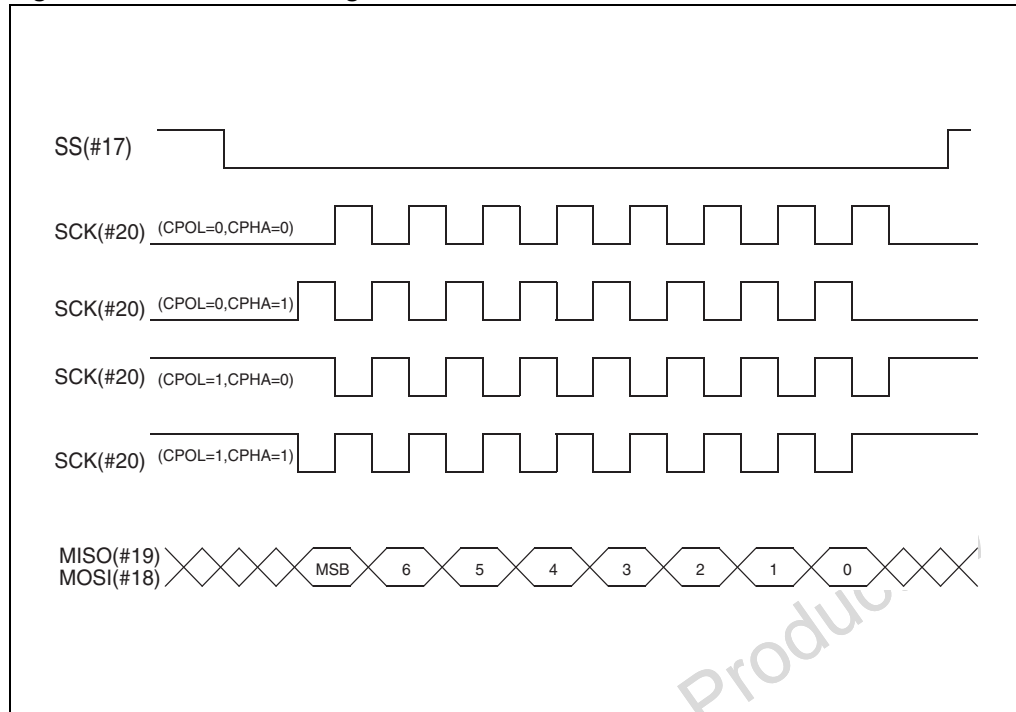 SS(#17)
SCK(#20) (CPOL=0,CPHA=0)
SCK(#20) (CPOL=0,CPHA=1)
SCK(#20) (CPOL=1,CPHA=0)
SCK(#20) (CPOL=1,CPHA=1)
MISO(#19)
MOSI(#18)
MSB 6 5 4 3 2 1 0